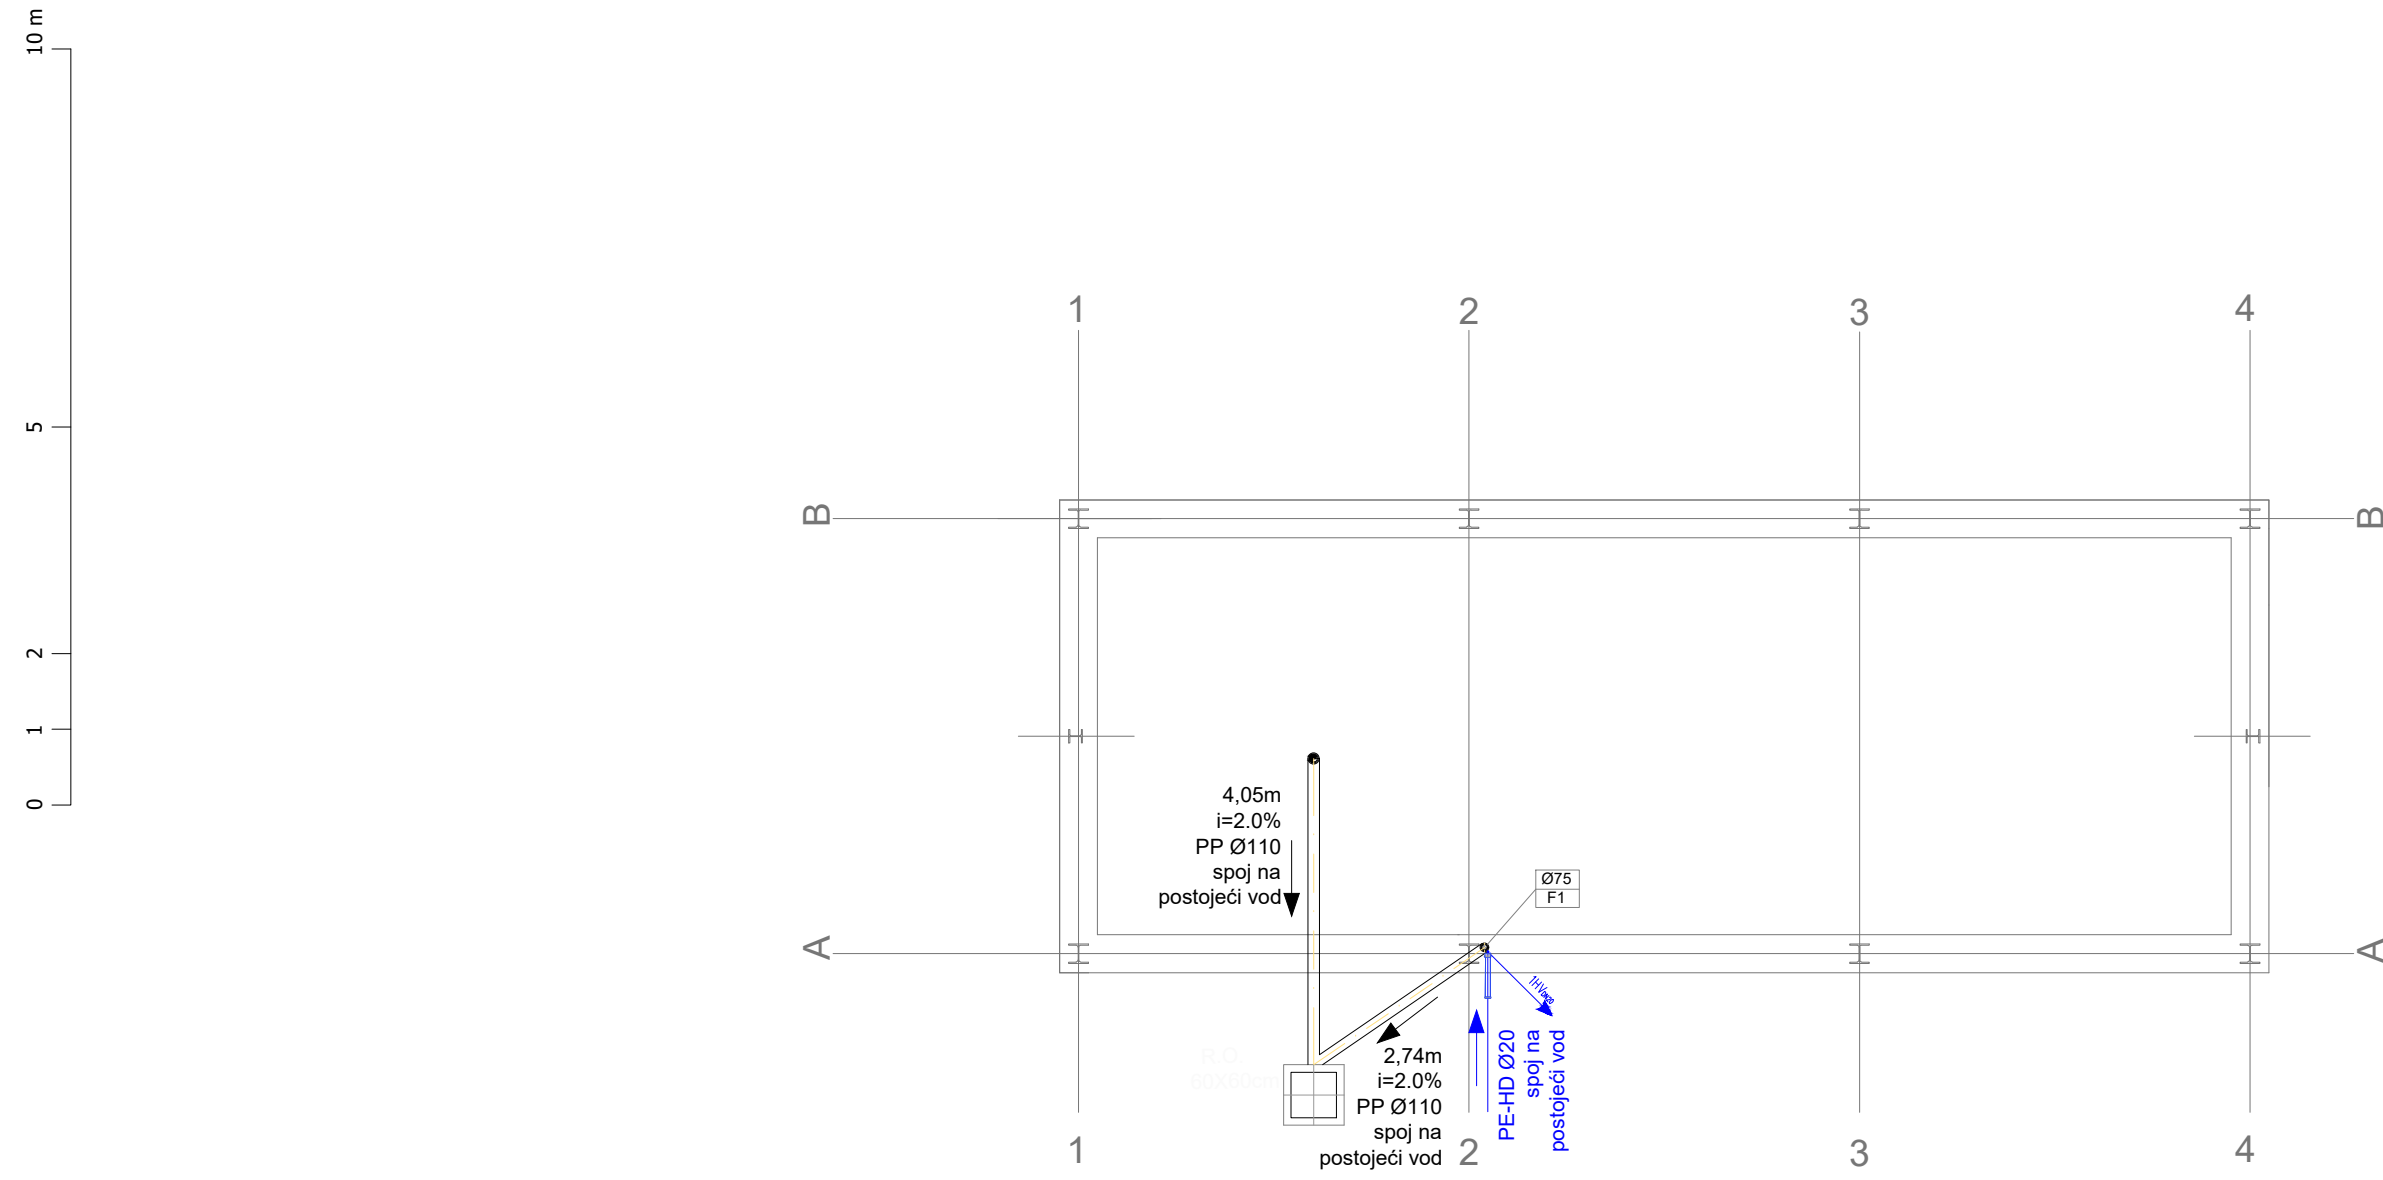 10 m
5
2
1
0
1
2
3
4
B
B
4,05m
i=2.0%
PP Ø110
spoj na
postojeći vod
Ø75
F1
A
A
1HVDN20
R.O.
60X60cm
2,74m
i=2.0%
PP Ø110
spoj na
postojeći vod
PE-HD Ø20
spoj na
postojeći vod
1
2
3
4